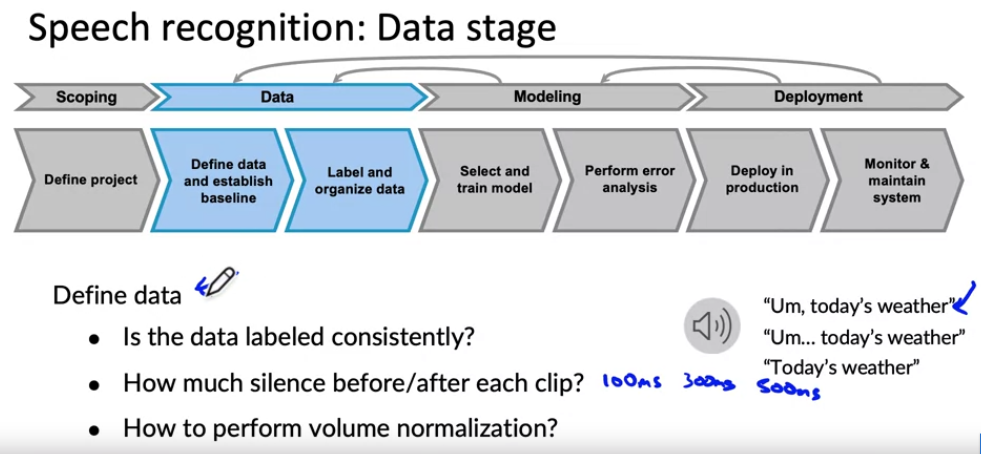 Speech recognition: Data stage
Scoping
Data
Modeling
Deployment
Define project
Define data
and establish
baseline
Label and
organize data
Select and
train model
Perform error
analysis
Deploy in
production
Monitor &
maintain
system
Define data
• Is the data labeled consistently?
• How much silence before/after each clip? 100ms 300ms 500ms
• How to perform volume normalization?
“Um, today’s weather”
“Um... today’s weather”
“Today’s weather”